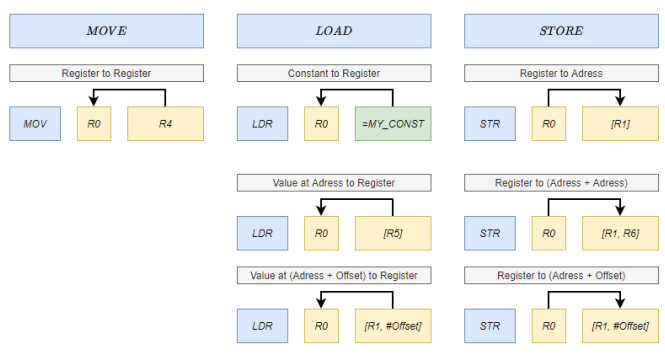 MOVE
LOAD
STORE
Register to Register
Constant to Register
Register to Adress
MOV R0 R4
LDR R0 =MY_CONST
STR R0 [R1]
Value at Adress to Register
Register to (Adress + Adress)
LDR R0 [R5]
STR R0 [R1, R6]
Value at (Adress + Offset) to Register
Register to (Adress + Offset)
LDR R0 [R1, #Offset]
STR R0 [R1, #Offset]